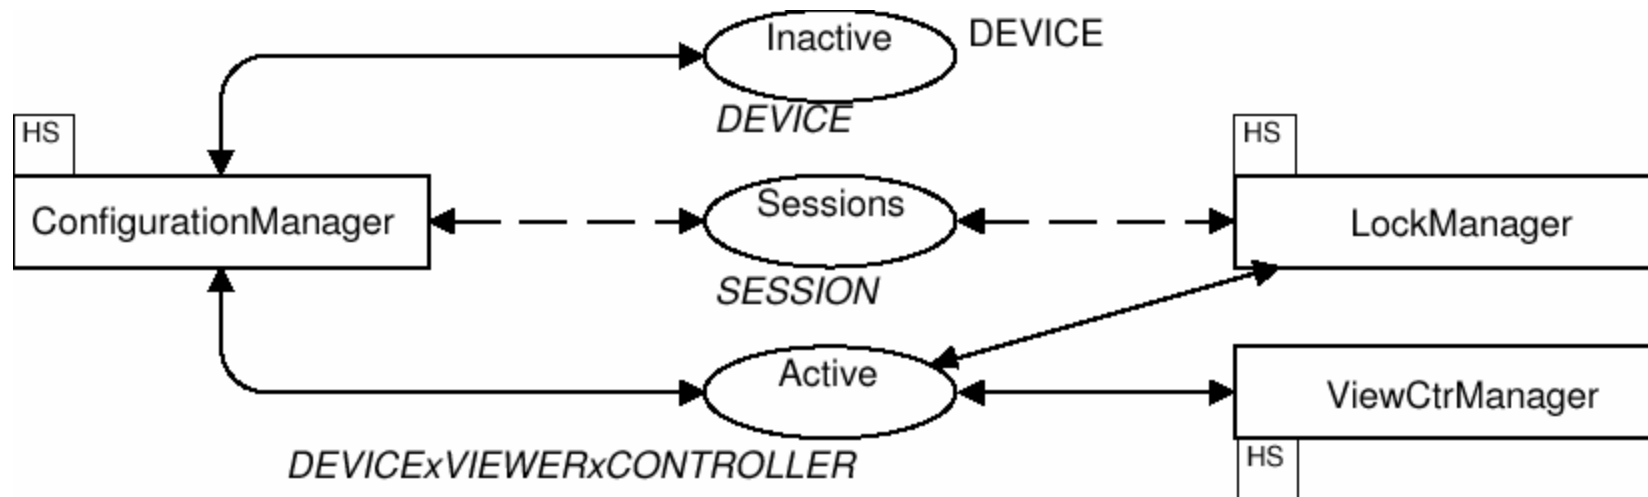 Inactive
DEVICE
DEVICE
HS
HS
ConfigurationManager
Sessions
LockManager
SESSION
Active
ViewCtrManager
DEVICExVIEWERxCONTROLLER
HS